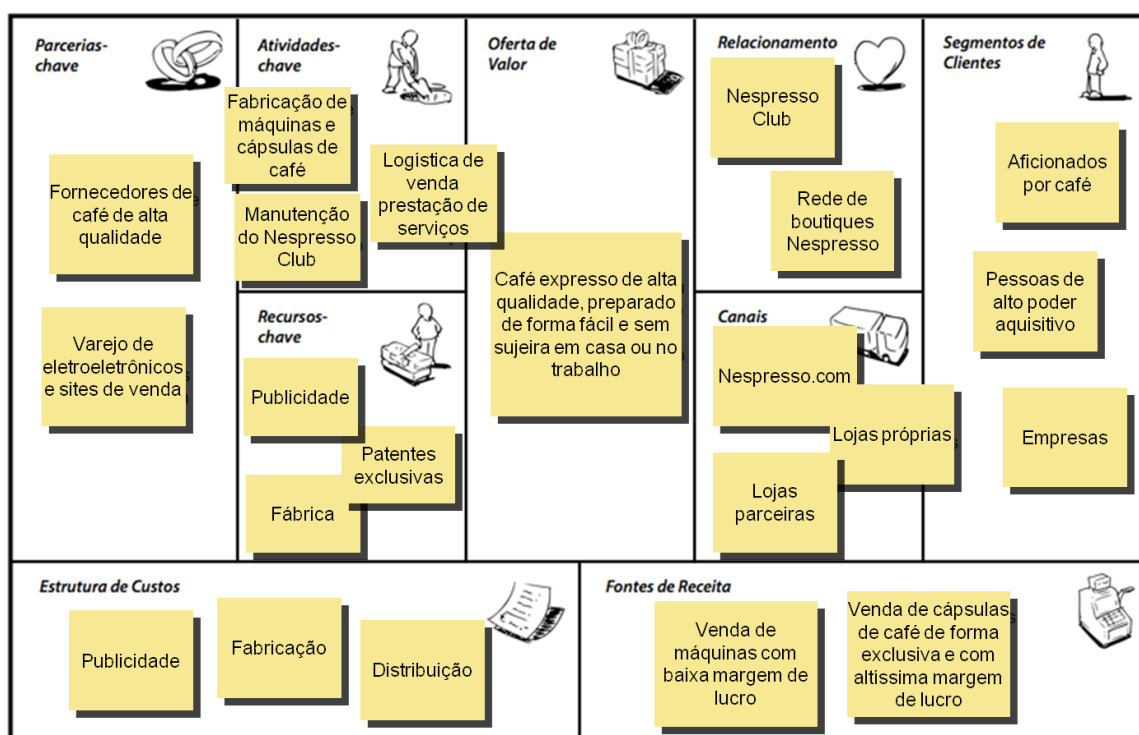 Parcerias-
chave
Fornecedores de
café de alta
qualidade
Varejo de
eletroeletrônicos
e sites de venda
Atividades-
chave
Fabricação de
máquinas e
cápsulas de
café
Logística de
venda
prestação de
serviços
Manutenção
do Nespresso
Club
Recursos-
chave
Publicidade
Patentes
exclusivas
Fábrica
Oferta de
Valor
Café expresso de alta
qualidade, preparado
de forma fácil e sem
sujeira em casa ou no
trabalho
Relacionamento
Nespresso
Club
Rede de
boutiques
Nespresso
Canais
Nespresso.com
Lojas próprias
Lojas
parceiras
Segmentos de
Clientes
Aficionados
por café
Pessoas de
alto poder
aquisitivo
Empresas
Estrutura de Custos
Publicidade
Fabricação
Distribuição
Fontes de Receita
Venda de
máquinas com
baixa margem de
lucro
Venda de cápsulas
de café de forma
exclusiva e com
altíssima margem
de lucro